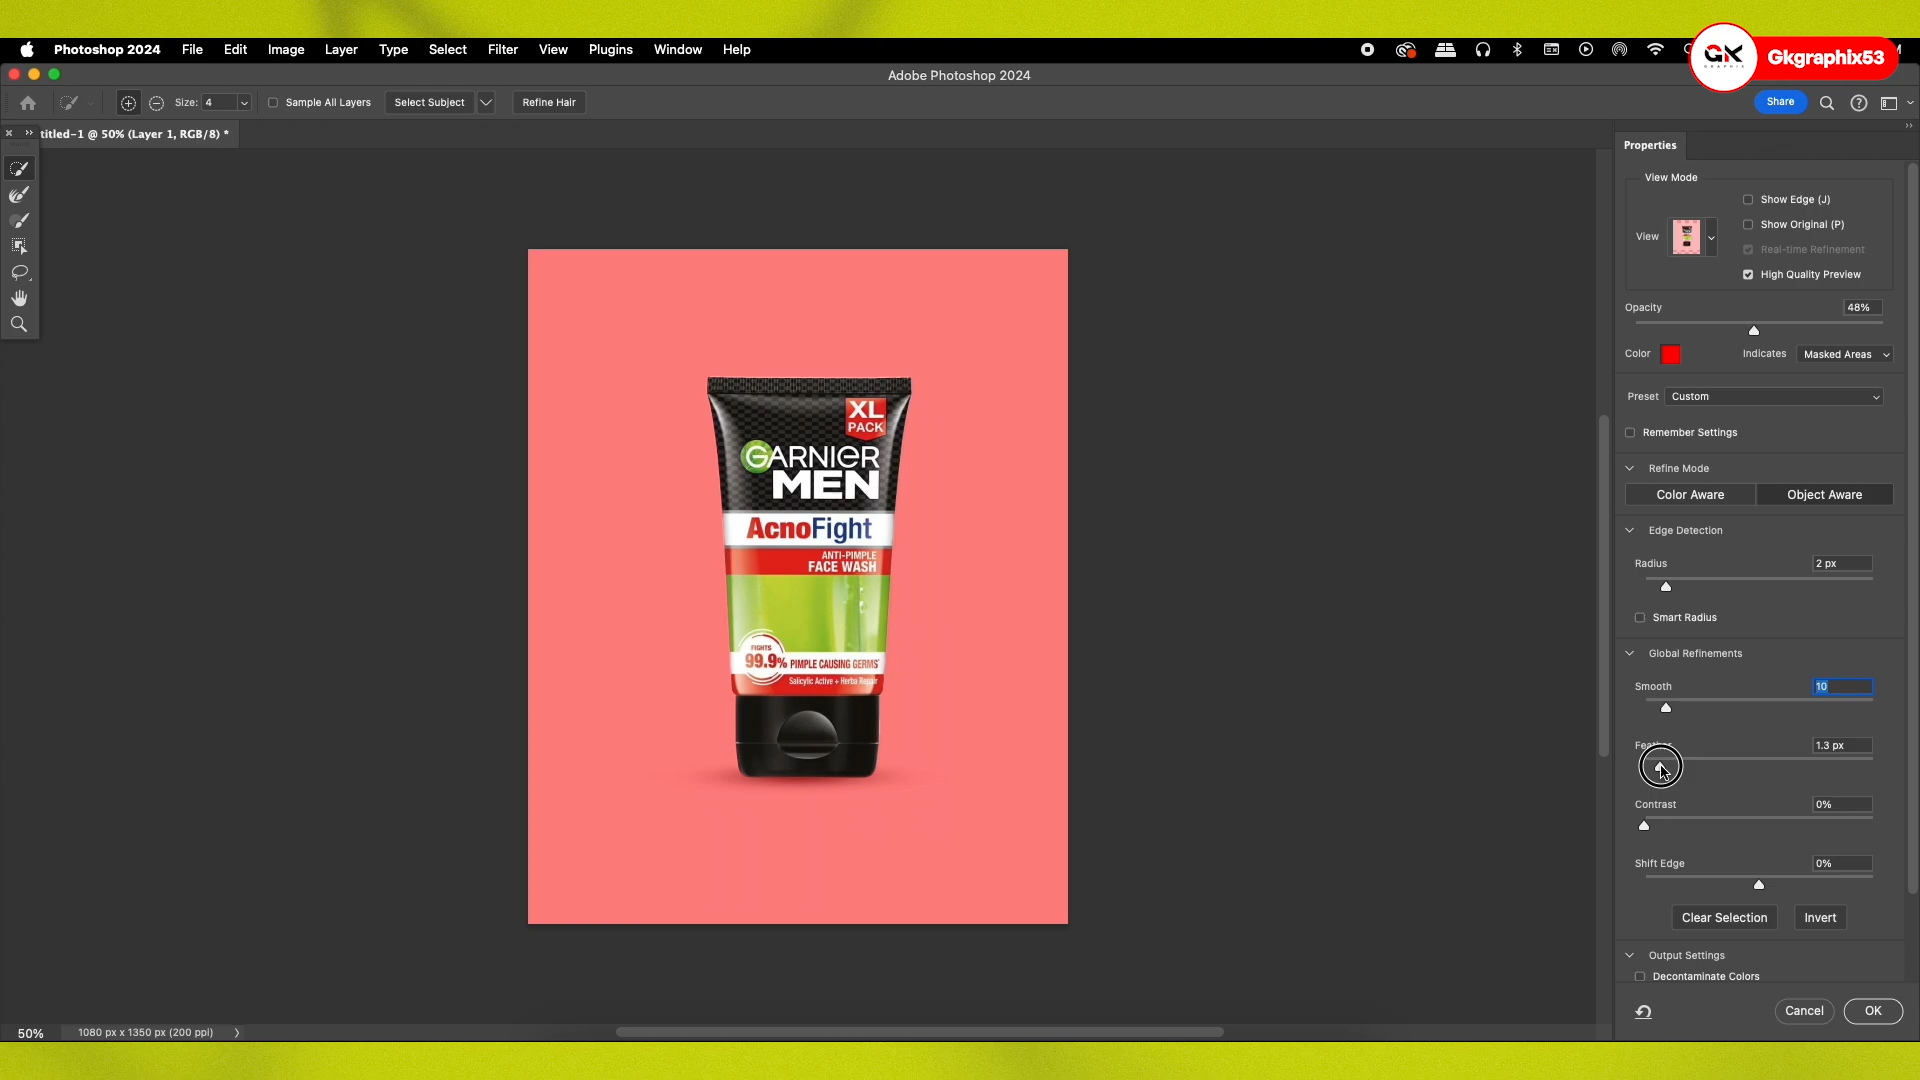 Photoshop 2024 File Edit Image Layer Type Select Filter View Plugins Window Help
GK
GRAPHIX
Gkgraphix53
M
Adobe Photoshop 2024
Size: 4 Sample All Layers Select Subject Refine Hair
Share
titled-1 @ 50% (Layer 1, RGB/8) *
Properties
View Mode
Show Edge (J)
Show Original (P)
View
Real-time Refinement
High Quality Preview
Opacity 48%
Color Indicates Masked Areas
Preset Custom
Remember Settings
Refine Mode
Color Aware Object Aware
Edge Detection
Radius 2 px
Smart Radius
Global Refinements
Smooth 10
Feather 1.3 px
Contrast 0%
Shift Edge 0%
Clear Selection Invert
Output Settings
Decontaminate Colors
Cancel OK
XL
PACK
GARNIER
MEN
AcnoFight
ANTI-PIMPLE
FACE WASH
FIGHTS
99.9% PIMPLE CAUSING GERMS*
Salicylic Active + Herba Repair
50% 1080 px x 1350 px (200 ppi)